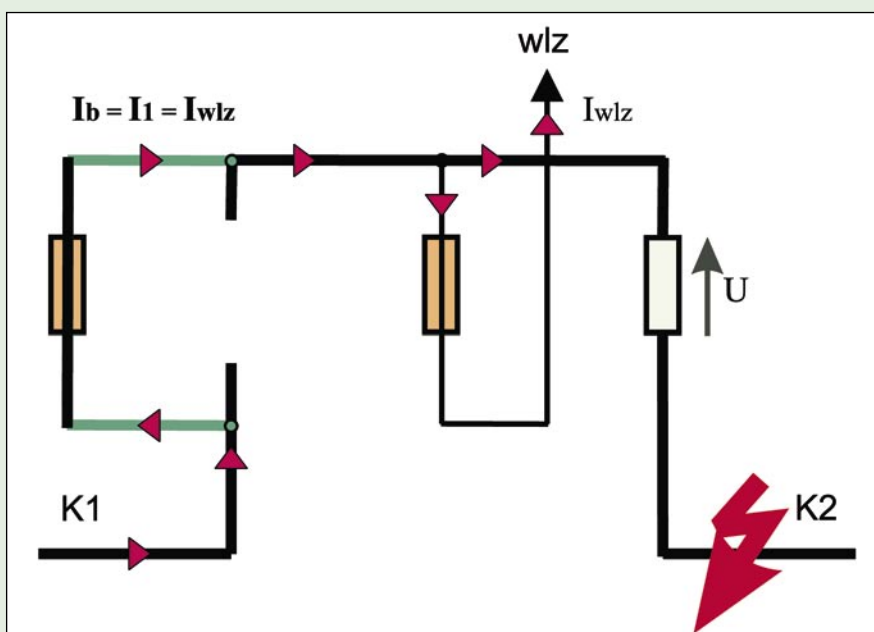 wlz
Ib = I1 = Iwlz
Iwlz
U
K1
K2